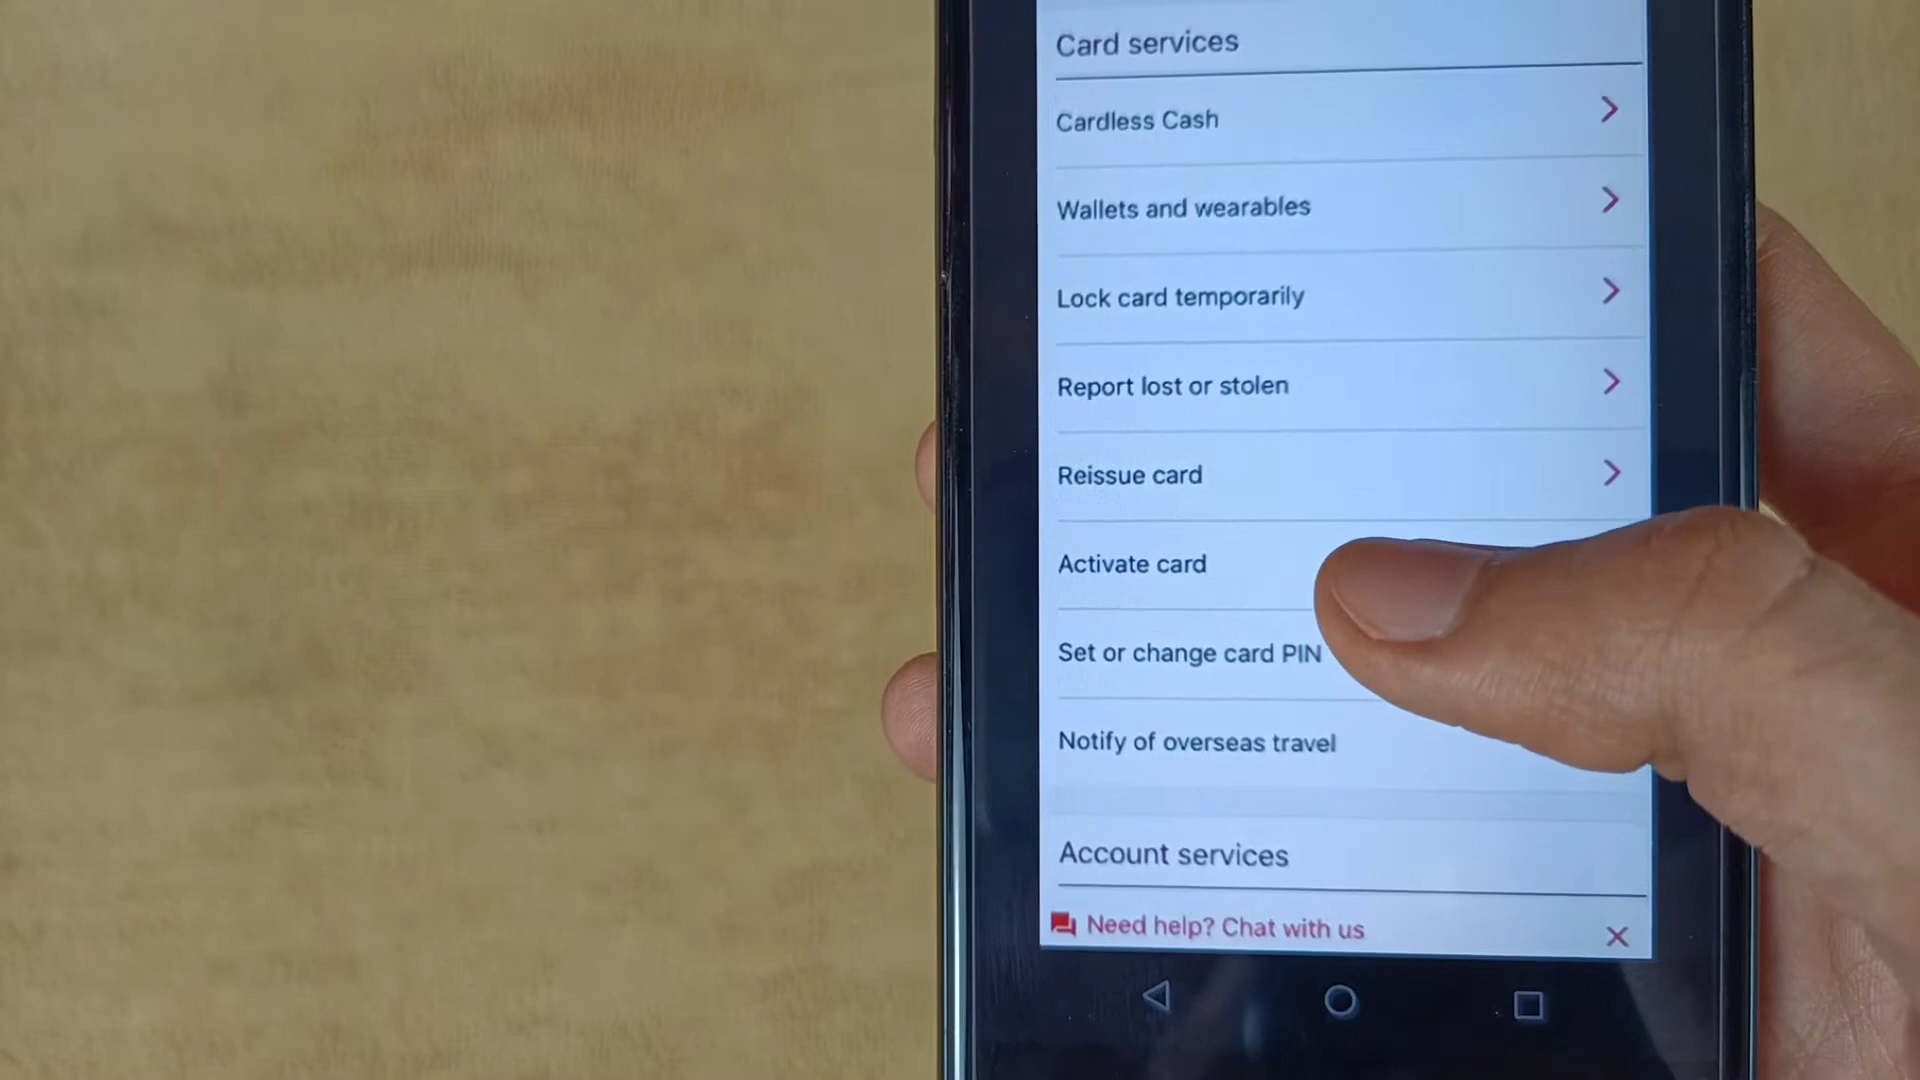 Card services
Cardless Cash
Wallets and wearables
Lock card temporarily
Report lost or stolen
Reissue card
Activate card
Set or change card PIN
Notify of overseas travel
Account services
Need help? Chat with us